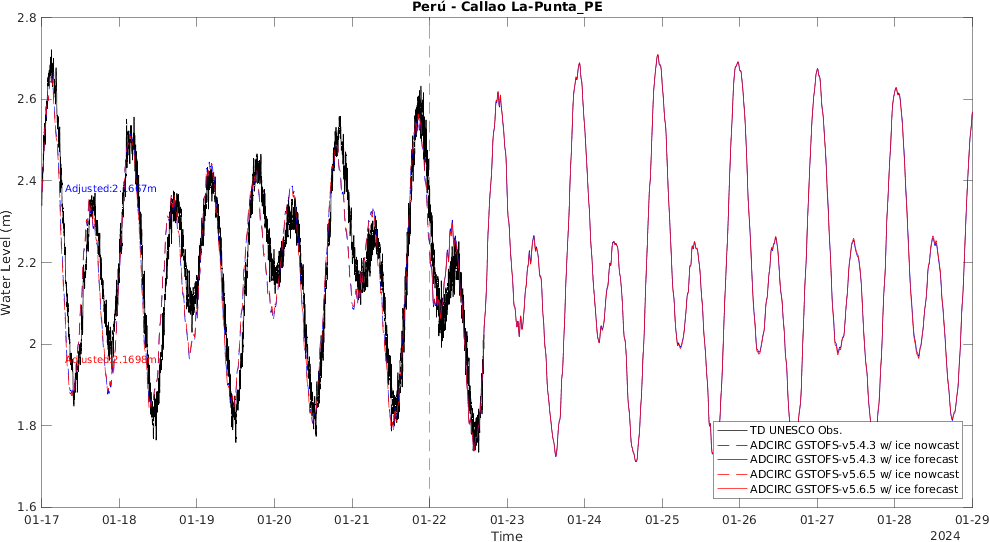 Perú - Callao La-Punta_PE
2.8
2.6
2.4
2.2
2
1.8
1.6
Water Level (m)
Adjusted:2.1667m
Adjusted:2.1698m
TD UNESCO Obs.
ADCIRC GSTOFS-v5.4.3 w/ ice nowcast
ADCIRC GSTOFS-v5.4.3 w/ ice forecast
ADCIRC GSTOFS-v5.6.5 w/ ice nowcast
ADCIRC GSTOFS-v5.6.5 w/ ice forecast
01-17 01-18 01-19 01-20 01-21 01-22 01-23 01-24 01-25 01-26 01-27 01-28 01-29
Time
2024